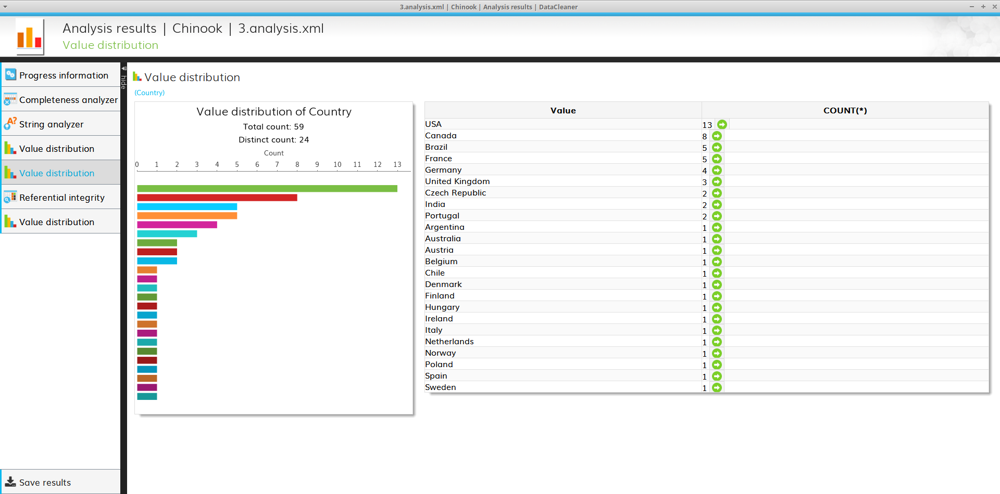 3.analysis.xml | Chinook | Analysis results | DataCleaner
Analysis results | Chinook | 3.analysis.xml
Value distribution
Progress information
Completeness analyzer
String analyzer
Value distribution
Value distribution
Referential integrity
Value distribution
Save results
hide
Value distribution
(Country)
Value distribution of Country
Total count: 59
Distinct count: 24
Count
0 1 2 3 4 5 6 7 8 9 10 11 12 13
Value COUNT(*)
USA 13
Canada 8
Brazil 5
France 5
Germany 4
United Kingdom 3
Czech Republic 2
India 2
Portugal 2
Argentina 1
Australia 1
Austria 1
Belgium 1
Chile 1
Denmark 1
Finland 1
Hungary 1
Ireland 1
Italy 1
Netherlands 1
Norway 1
Poland 1
Spain 1
Sweden 1